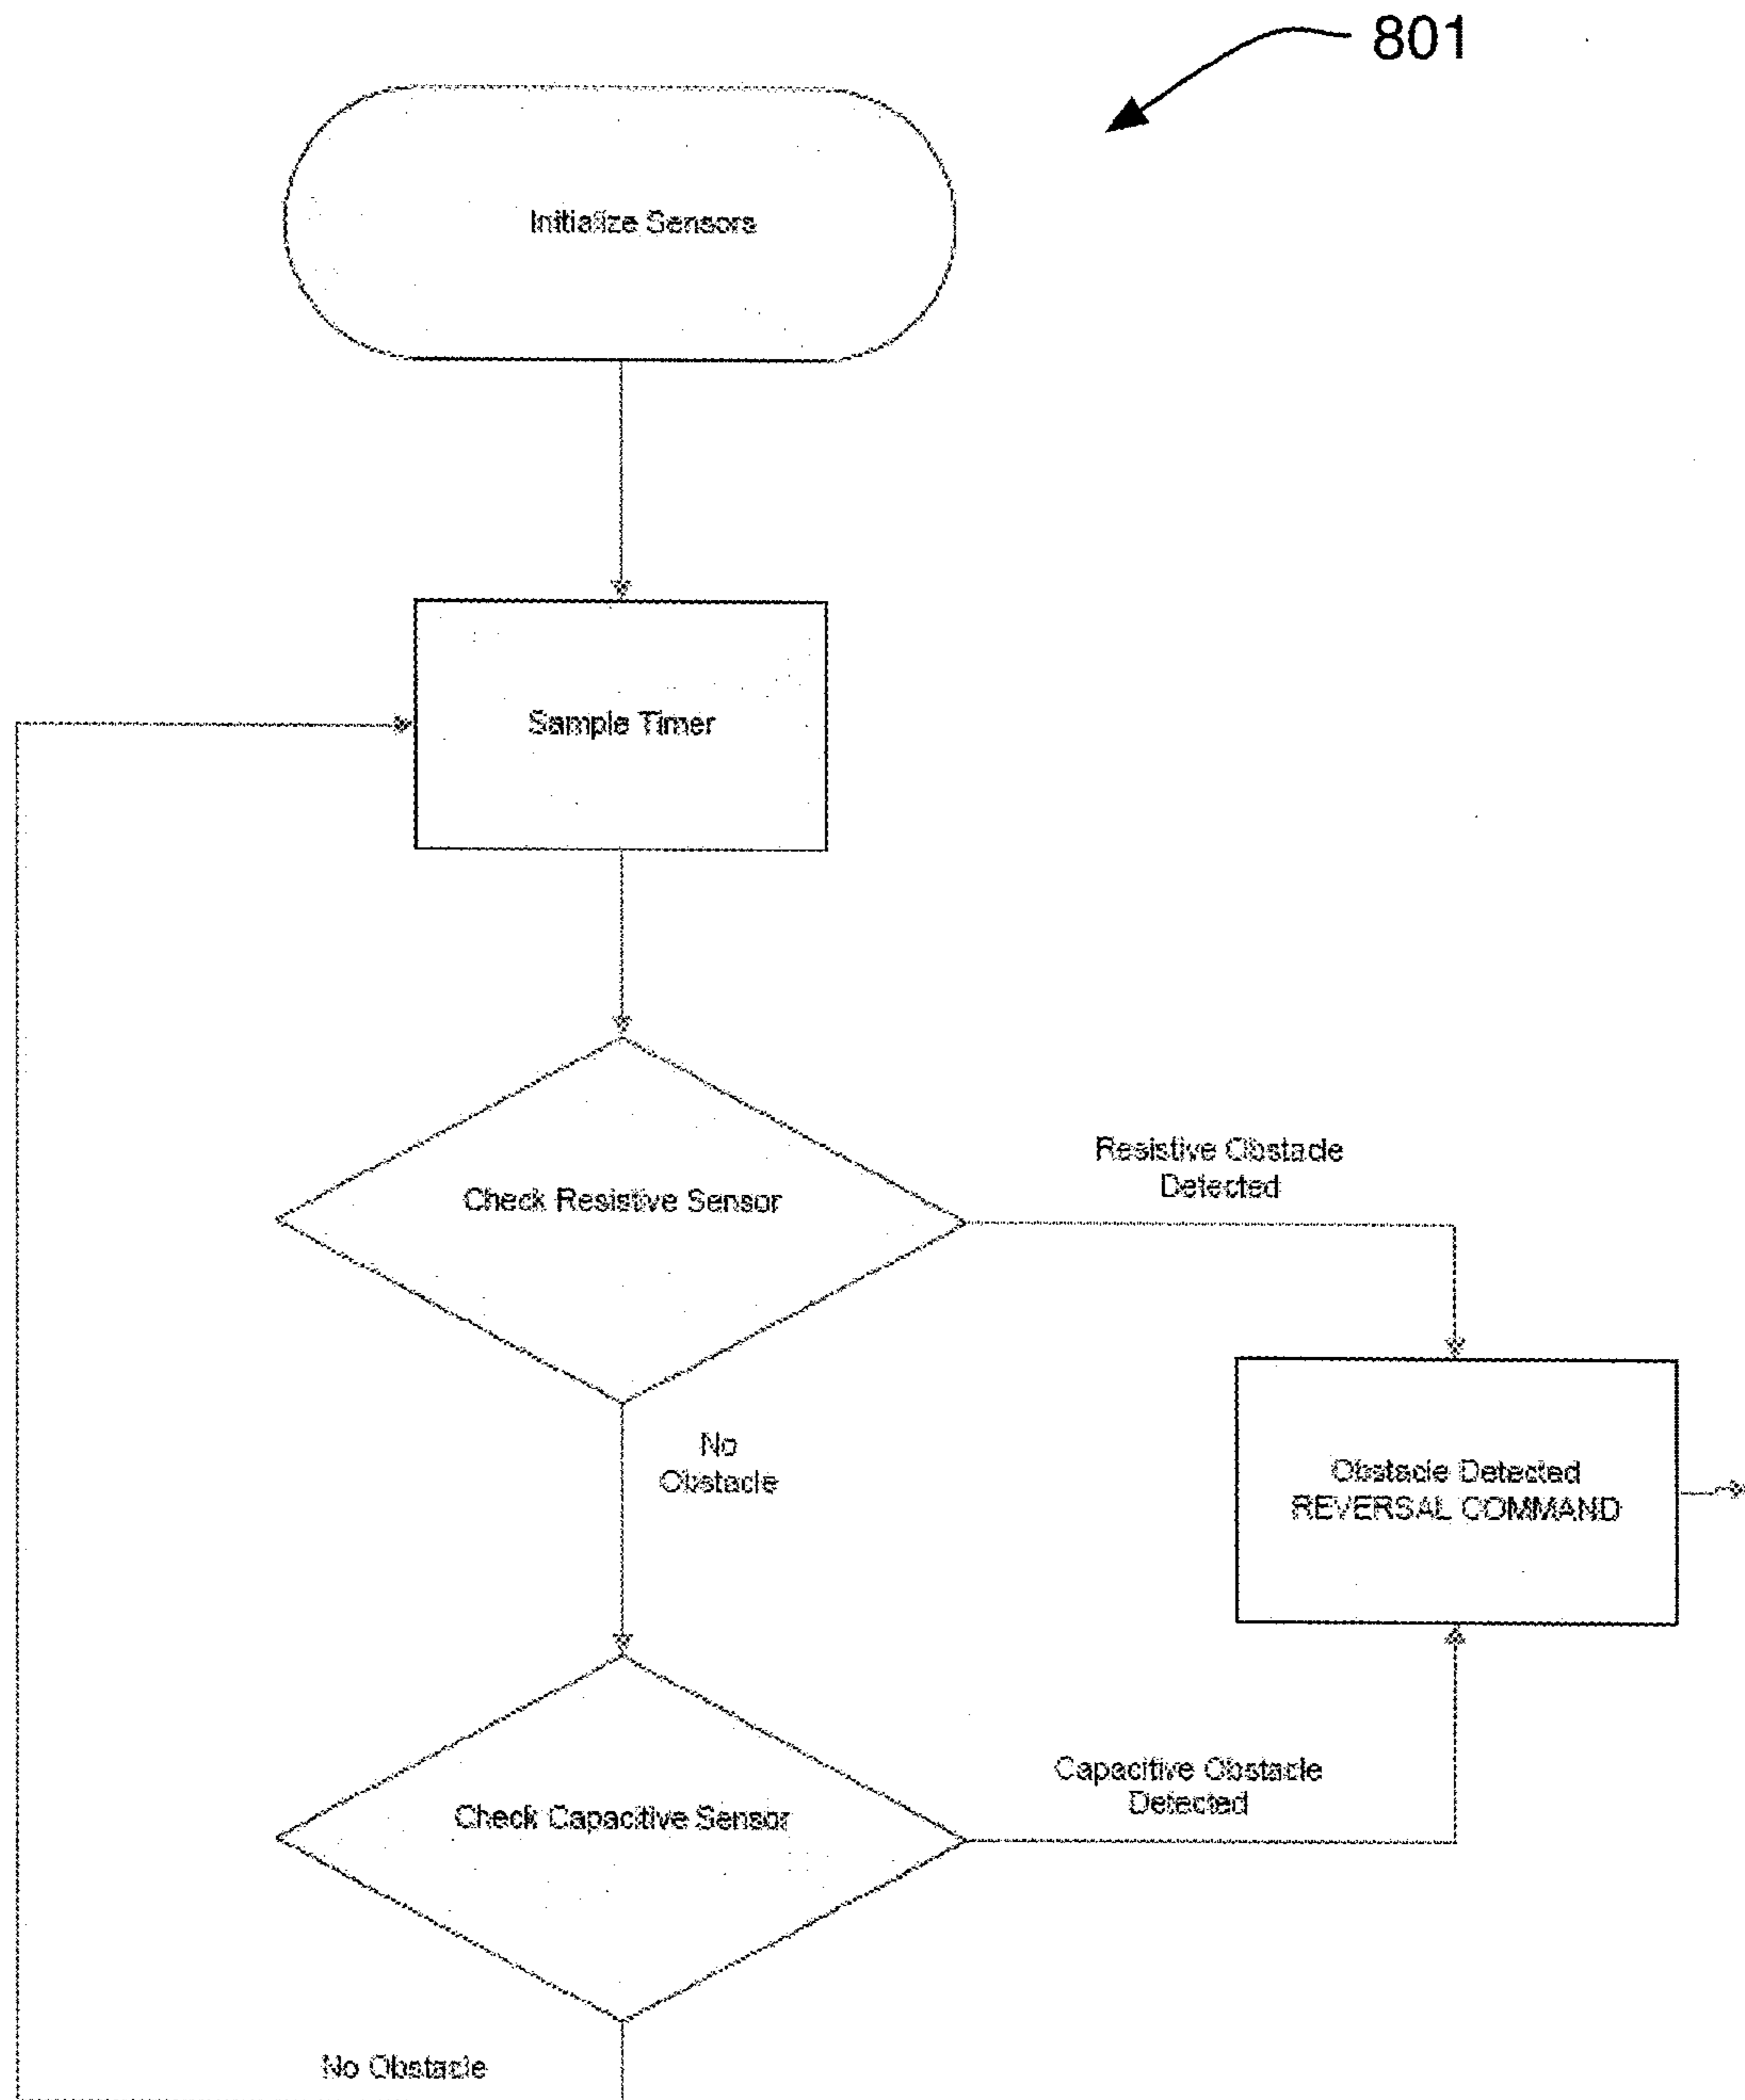 801
Initialize Sensors
Sample Timer
Check Resistive Sensor
Resistive Obstacle
Detected
No
Obstacle
Obstacle Detected
REVERSAL COMMAND
Check Capacitive Sensor
Capacitive Obstacle
Detected
No Obstacle